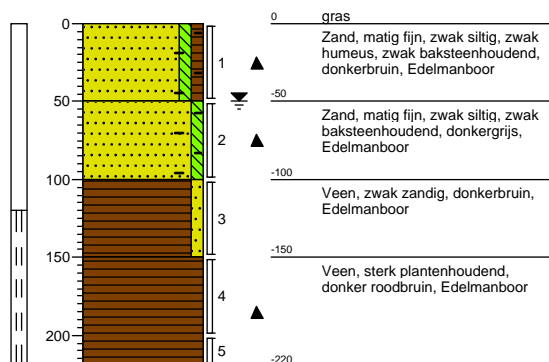 0
50
100
150
200
1
2
3
4
5
0
gras
Zand, matig fijn, zwak siltig, zwak
humeus, zwak baksteenhoudend,
donkerbruin, Edelmanboor
-50
Zand, matig fijn, zwak siltig, zwak
baksteenhoudend, donkergrijs,
Edelmanboor
-100
Veen, zwak zandig, donkerbruin,
Edelmanboor
-150
Veen, sterk plantenhoudend,
donker roodbruin, Edelmanboor
-220